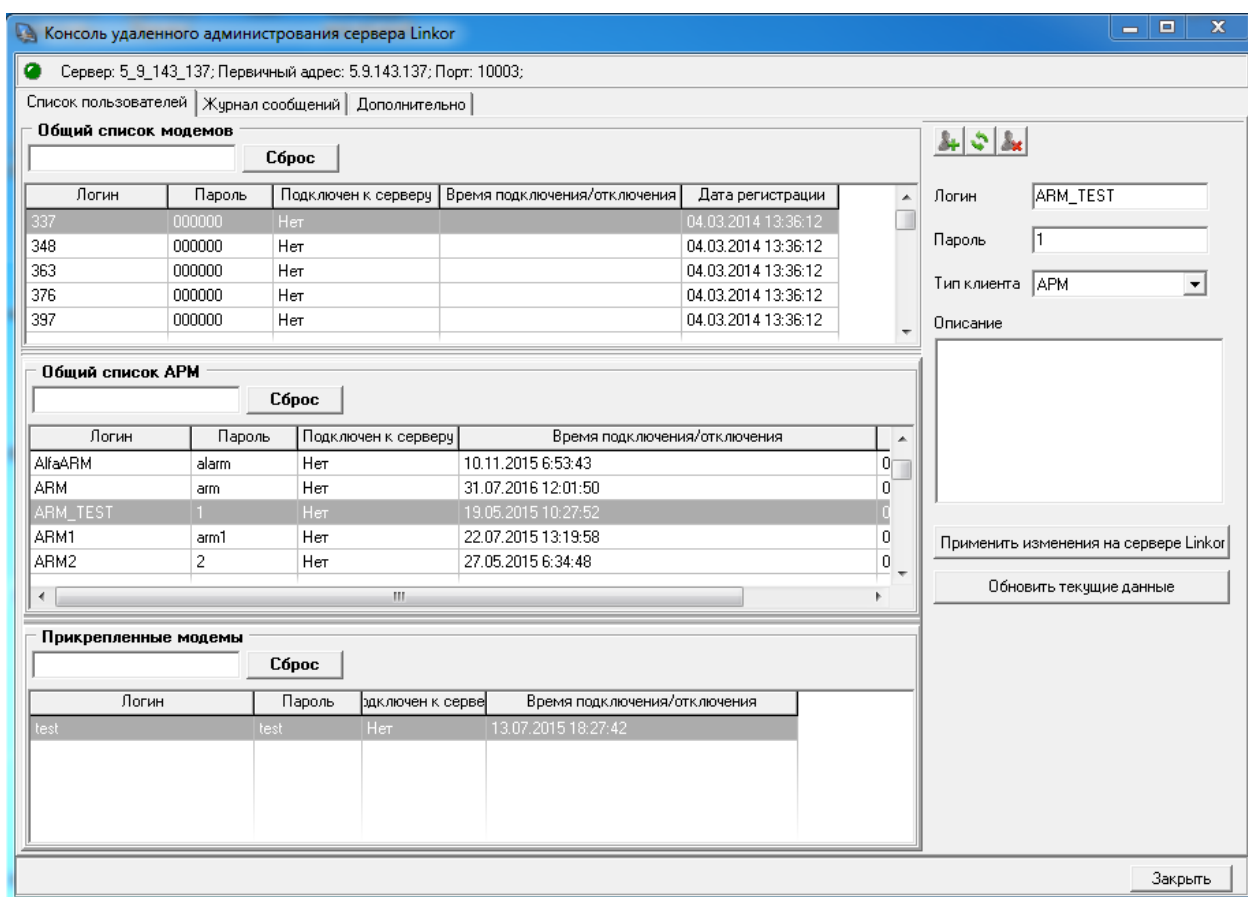 Консоль удаленного администрирования сервера Linkor
Сервер: 5_9_143_137; Первичный адрес: 5.9.143.137; Порт: 10003;
Список пользователей Журнал сообщений Дополнительно
Общий список модемов
Сброс
Логин Пароль Подключен к серверу Время подключения/отключения Дата регистрации
337 000000 Нет 04.03.2014 13:36:12
348 000000 Нет 04.03.2014 13:36:12
363 000000 Нет 04.03.2014 13:36:12
376 000000 Нет 04.03.2014 13:36:12
397 000000 Нет 04.03.2014 13:36:12
Общий список АРМ
Сброс
Логин Пароль Подключен к серверу Время подключения/отключения
AlfaARM alarm Нет 10.11.2015 6:53:43 0
ARM arm Нет 31.07.2016 12:01:50 0
ARM_TEST 1 Нет 19.05.2015 10:27:52 0
ARM1 arm1 Нет 22.07.2015 13:19:58 0
ARM2 2 Нет 27.05.2015 6:34:48 0
Прикрепленные модемы
Сброс
Логин Пароль одключен к серве Время подключения/отключения
test test Нет 13.07.2015 18:27:42
Логин ARM_TEST
Пароль 1
Тип клиента АРМ
Описание
Применить изменения на сервере Linkor
Обновить текущие данные
Закрыть